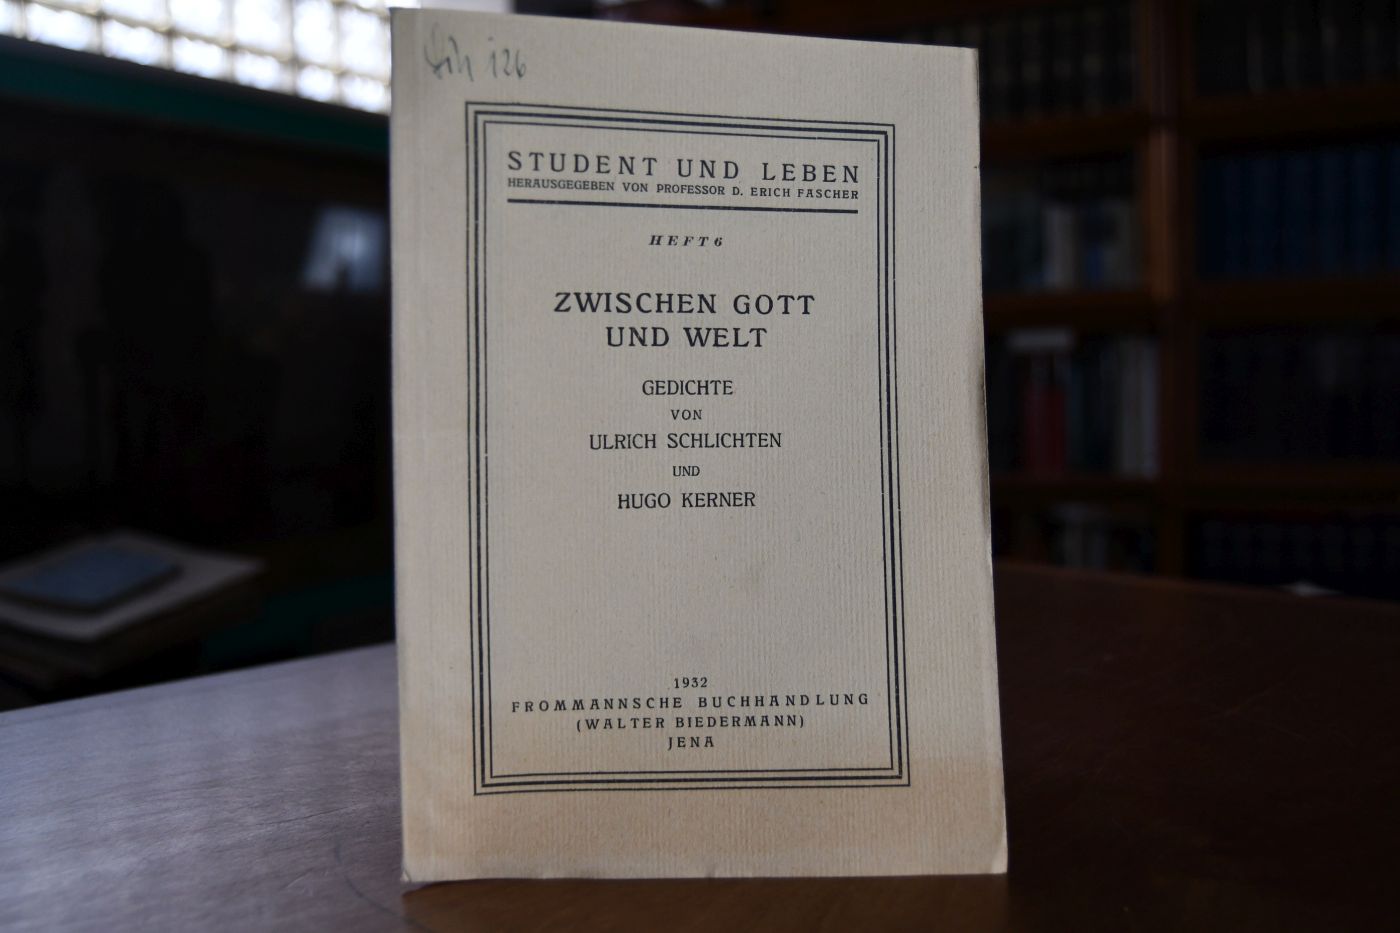 126
STUDENT UND LEBEN
HERAUSGEGEBEN VON PROFESSOR D. ERICH FASCHER
HEFT 6
ZWISCHEN GOTT
UND WELT
GEDICHTE
VON
ULRICH SCHLICHTEN
UND
HUGO KERNER
1932
FROMMANNSCHE BUCHHANDLUNG
(WALTER BIEDERMANN)
JENA